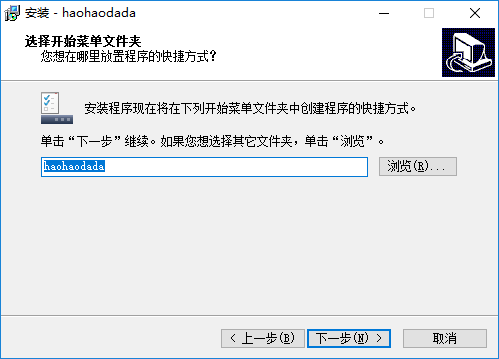 安装 - haohaodada
选择开始菜单文件夹
您想在哪里放置程序的快捷方式?
安装程序现在将在下列开始菜单文件夹中创建程序的快捷方式。
单击“下一步”继续。如果您想选择其它文件夹，单击“浏览”。
haohaodada
浏览(R)...
< 上一步(B)
下一步(N) >
取消